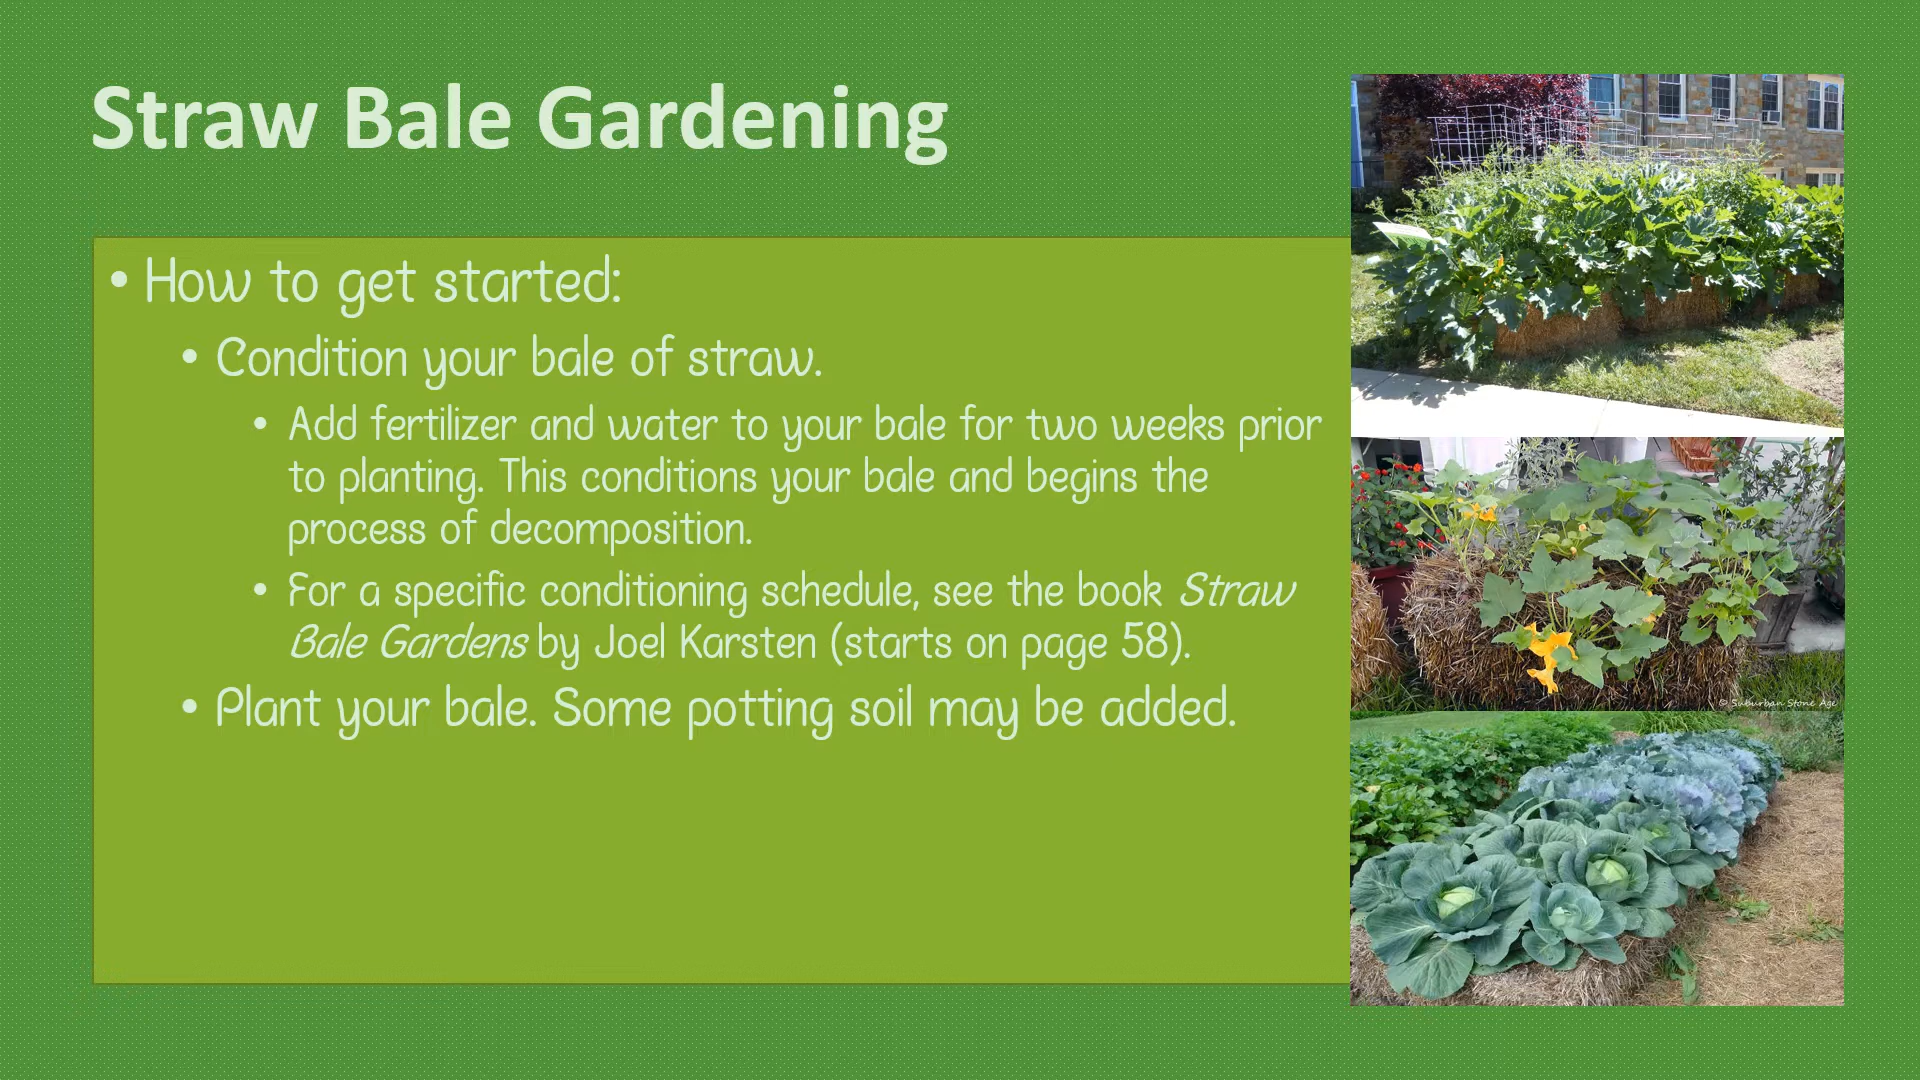 Straw Bale Gardening
• How to get started:
• Condition your bale of straw.
• Add fertilizer and water to your bale for two weeks prior
to planting. This conditions your bale and begins the
process of decomposition.
• For a specific conditioning schedule, see the book Straw
Bale Gardens by Joel Karsten (starts on page 58).
• Plant your bale. Some potting soil may be added.
© Suburban Stone Age